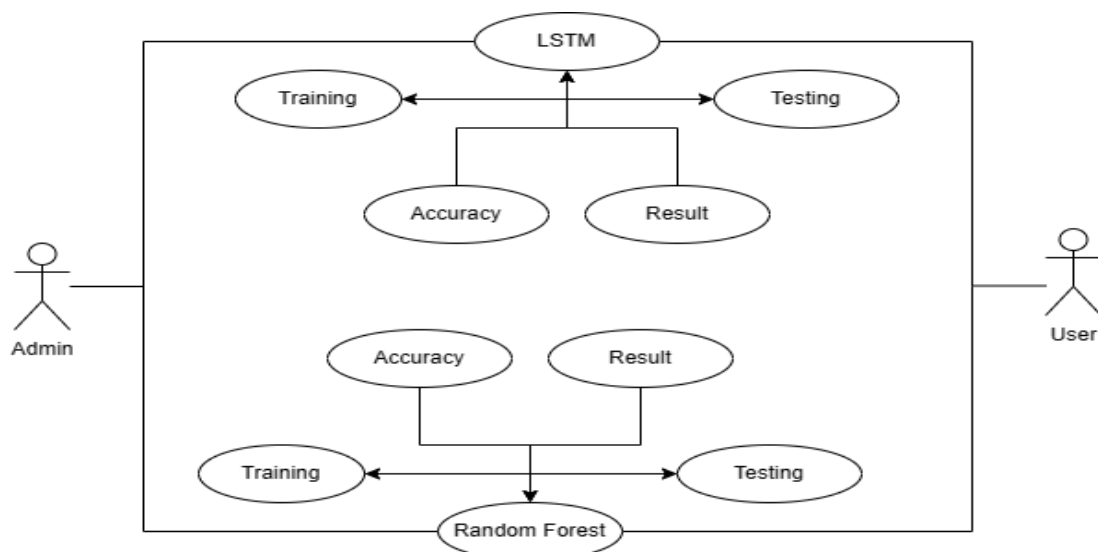 LSTM
Training
Testing
Accuracy
Result
Admin
User
Accuracy
Result
Training
Testing
Random Forest